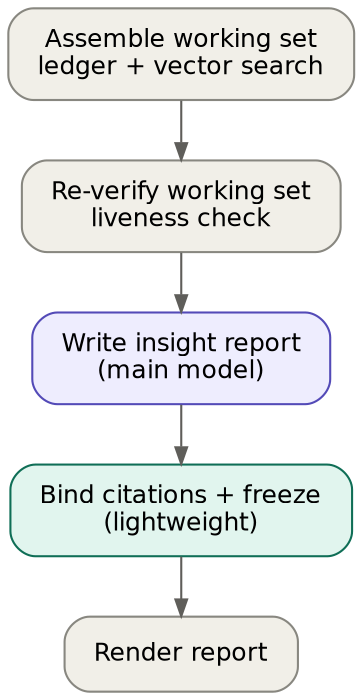 Assemble working set
ledger + vector search
Re-verify working set
liveness check
Write insight report
(main model)
Bind citations + freeze
(lightweight)
Render report